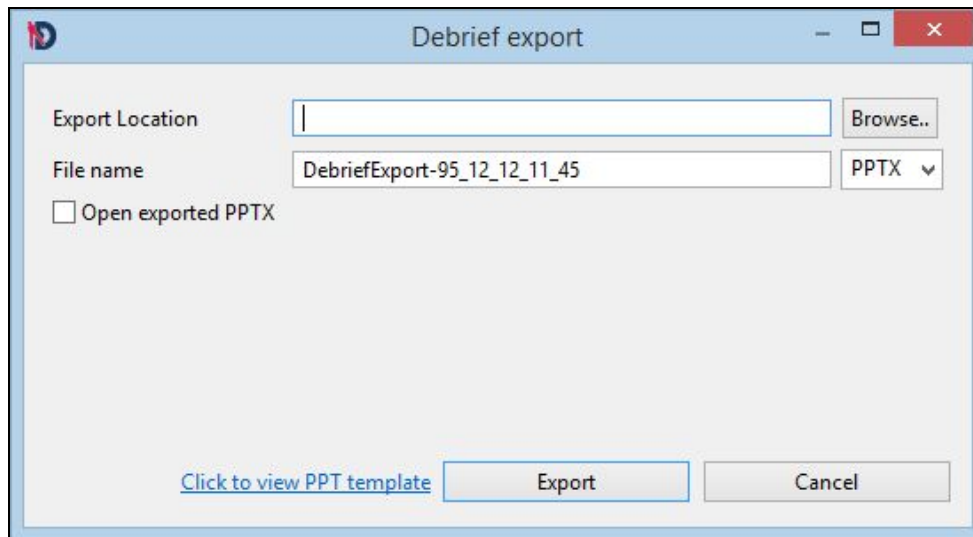 Debrief export
Export Location
Browse..
File name DebriefExport-95_12_12_11_45 PPTX
Open exported PPTX
Click to view PPT template Export Cancel